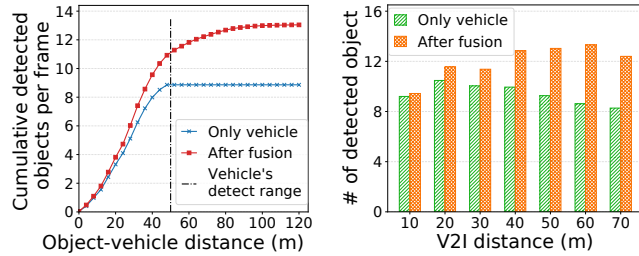 Cumulative detected
objects per frame
14
12
10
8
6
4
2
0
0 20 40 60 80 100 120
Object-vehicle distance (m)
Only vehicle
After fusion
Vehicle's
detect range
# of detected object
16
12
8
4
0
10 20 30 40 50 60 70
V2I distance (m)
Only vehicle
After fusion